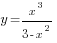 y = x^3 / (3 - x^2)